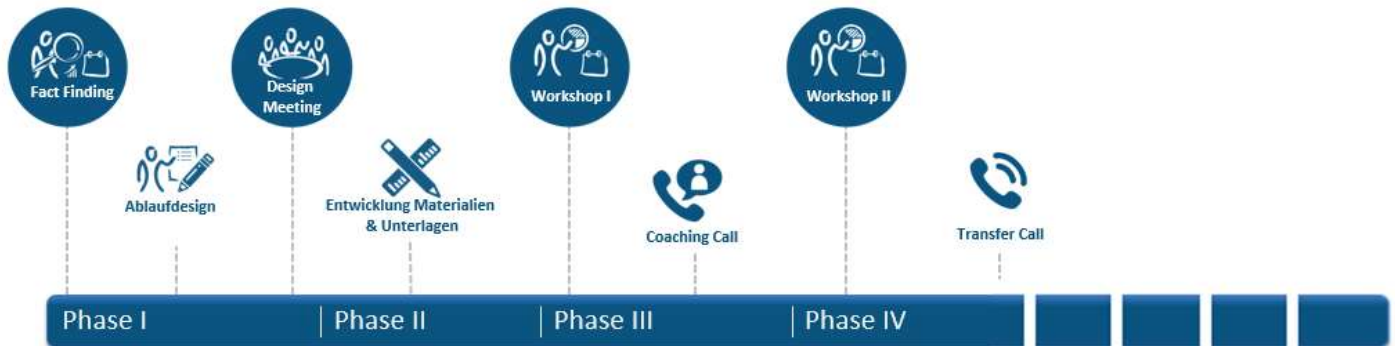 Fact Finding
Design
Meeting
Workshop I
Workshop II
Ablaufdesign
Entwicklung Materialien
& Unterlagen
Coaching Call
Transfer Call
Phase I
Phase II
Phase III
Phase IV